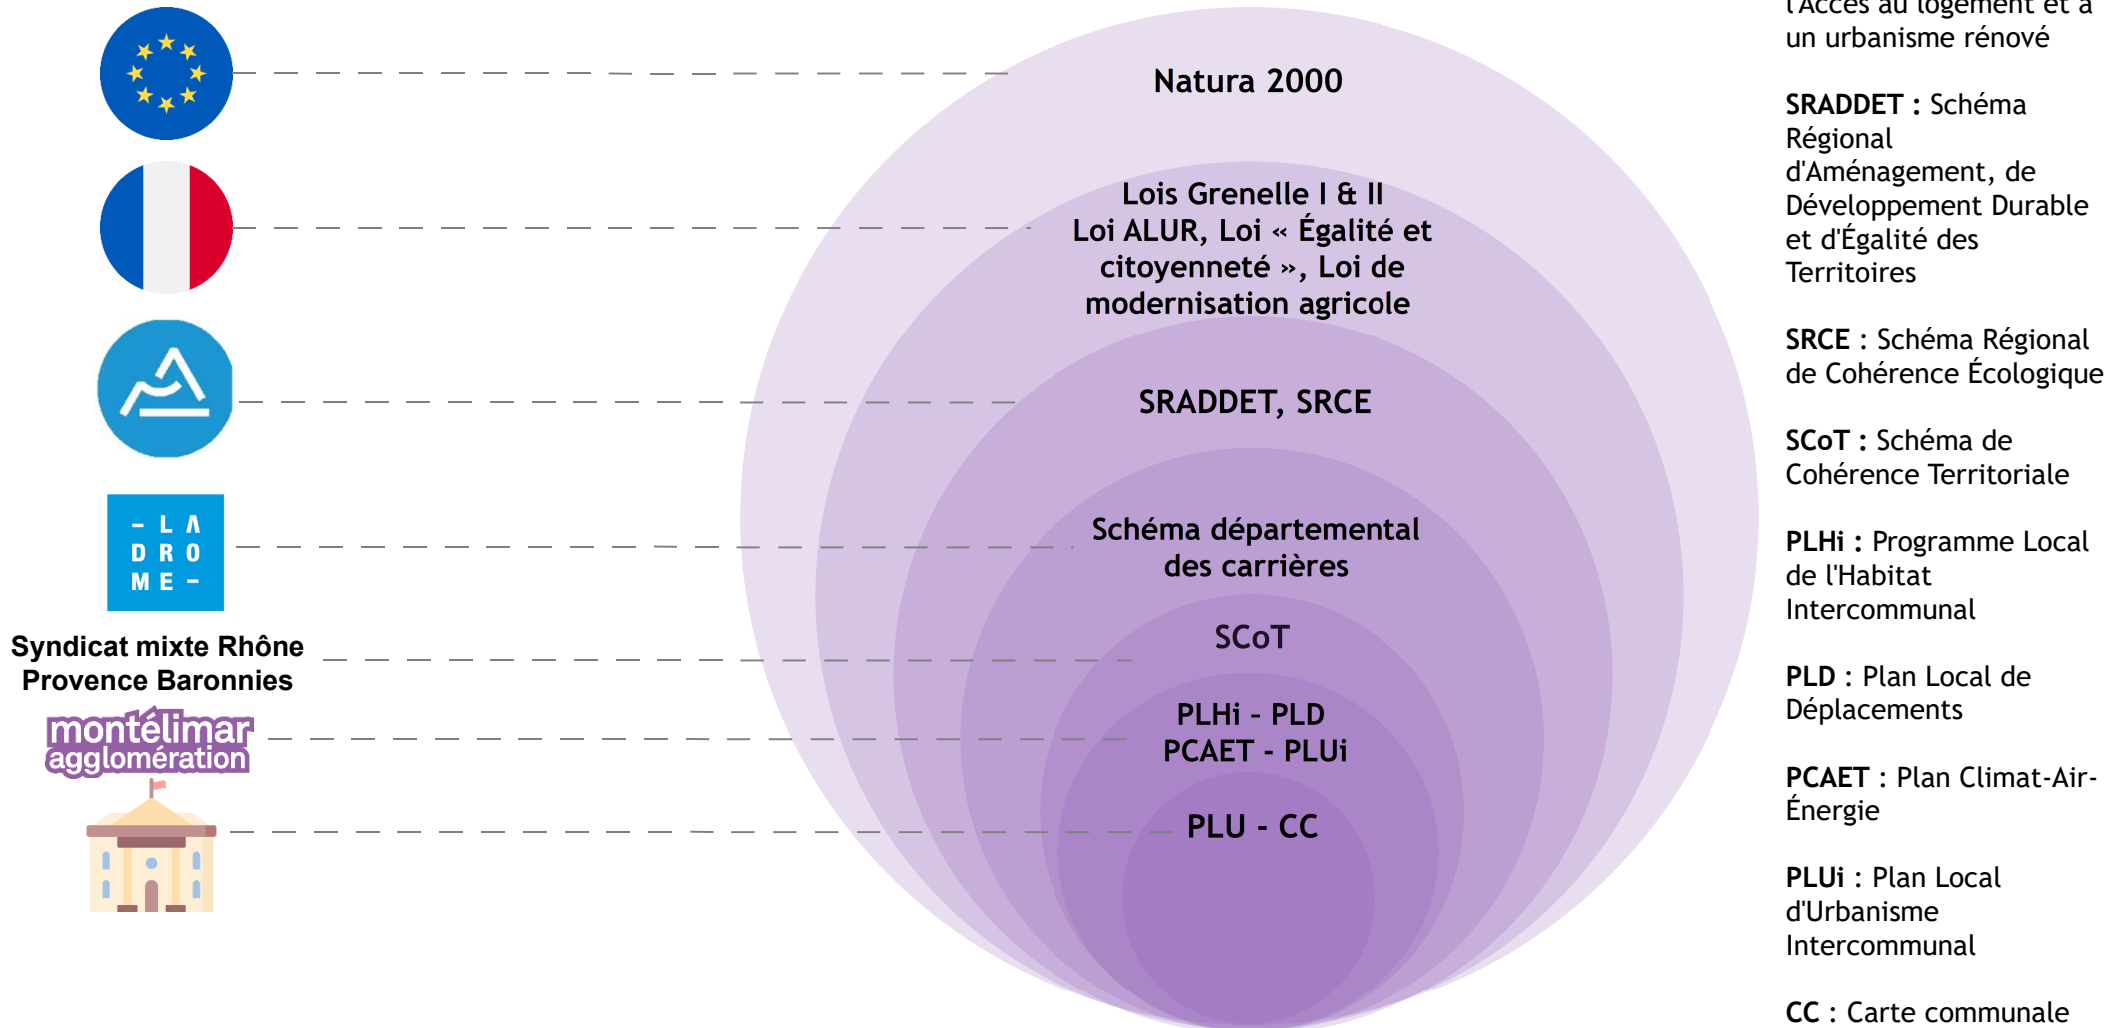 Natura 2000
Lois Grenelle I & II
Loi ALUR, Loi « Égalité et
citoyenneté », Loi de
modernisation agricole
SRADDET, SRCE
- L A
D R O
M E -
Schéma départemental
des carrières
Syndicat mixte Rhône
Provence Baronnies
SCoT
montélimar
agglomération
PLHi - PLD
PCAET - PLUi
PLU - CC
l'Accès au logement et à
un urbanisme rénové
SRADDET : Schéma
Régional
d'Aménagement, de
Développement Durable
et d'Égalité des
Territoires
SRCE : Schéma Régional
de Cohérence Écologique
SCoT : Schéma de
Cohérence Territoriale
PLHi : Programme Local
de l'Habitat
Intercommunal
PLD : Plan Local de
Déplacements
PCAET : Plan Climat-Air-
Énergie
PLUi : Plan Local
d'Urbanisme
Intercommunal
CC : Carte communale